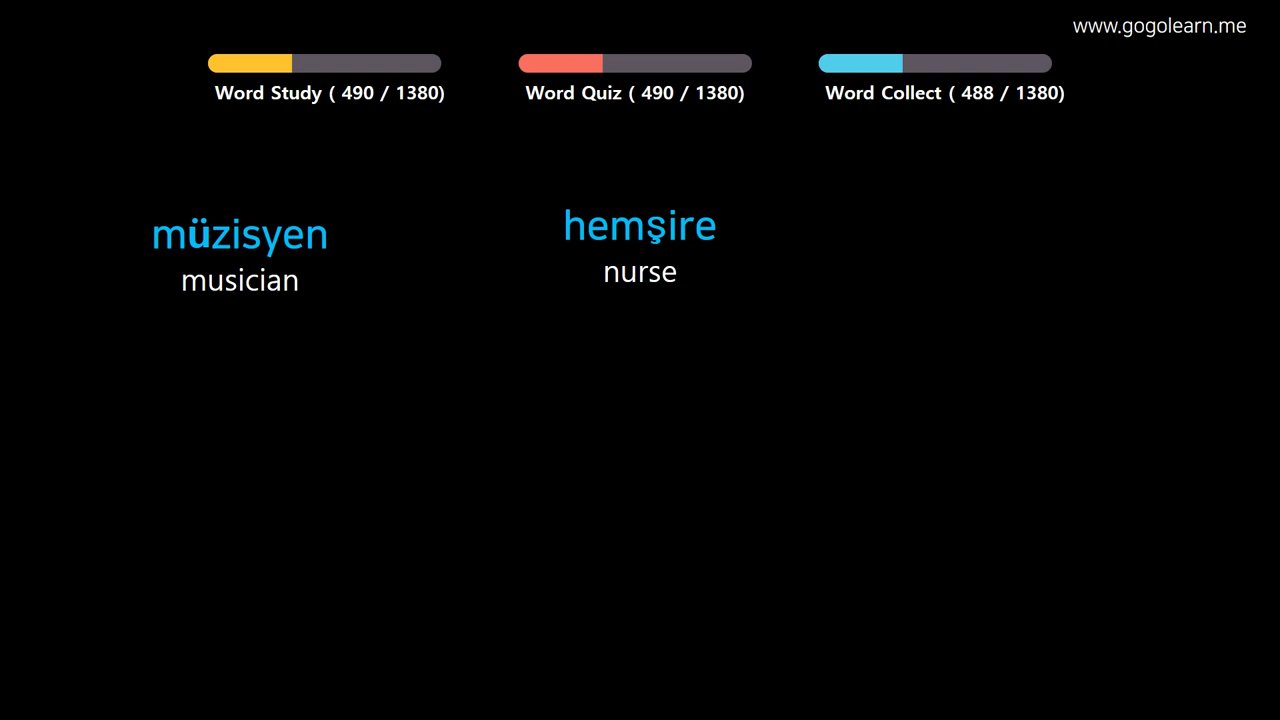 www.gogolearn.me
Word Study ( 490 / 1380)
Word Quiz ( 490 / 1380)
Word Collect ( 488 / 1380)
müzisyen
musician
hemşire
nurse